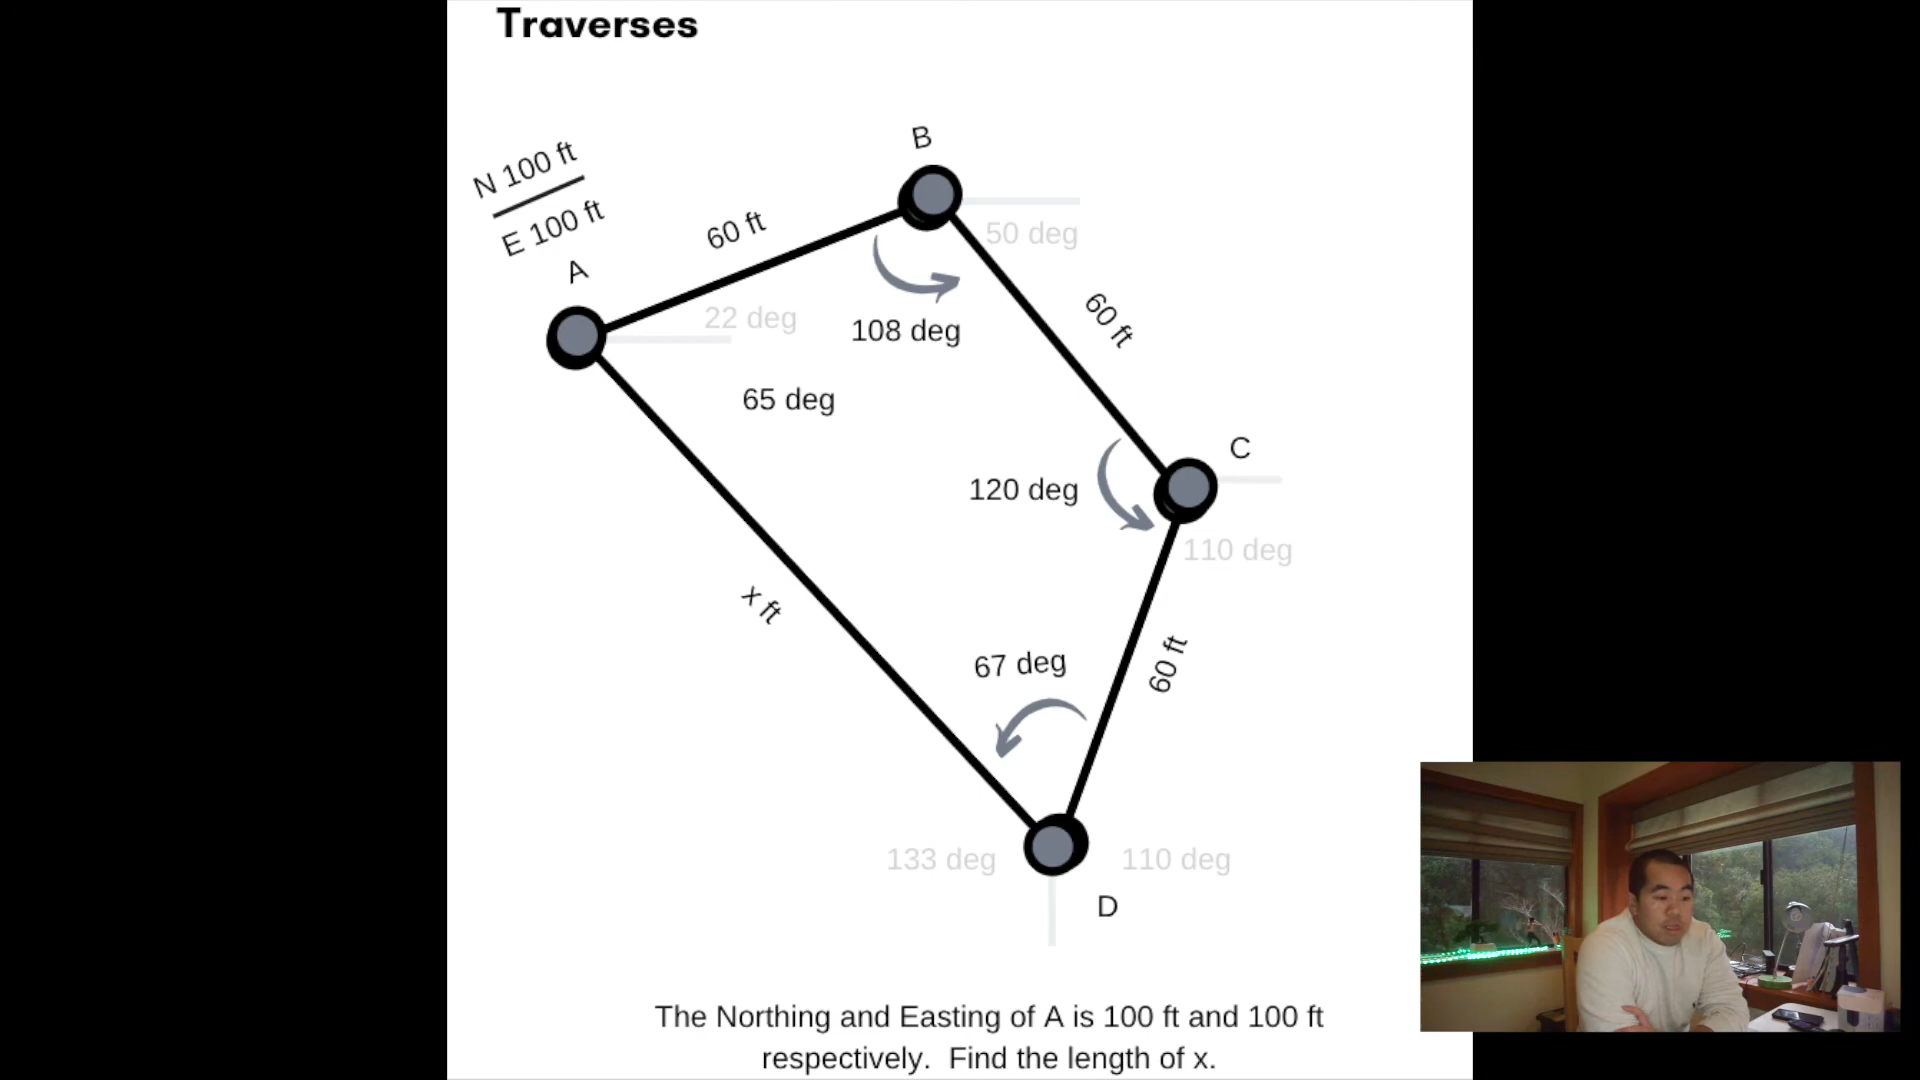 Traverses
N 100 ft
E 100 ft
A
60 ft
B
50 deg
22 deg
108 deg
60 ft
65 deg
C
120 deg
110 deg
x ft
67 deg
60 ft
133 deg
110 deg
D
The Northing and Easting of A is 100 ft and 100 ft
respectively. Find the length of x.